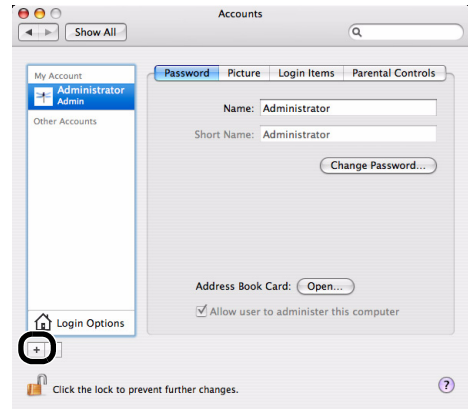 Accounts
Show All
Password Picture Login Items Parental Controls
My Account
Administrator
Admin
Other Accounts
Name: Administrator
Short Name: Administrator
Change Password...
Address Book Card: Open...
Allow user to administer this computer
Login Options
+
Click the lock to prevent further changes.
?